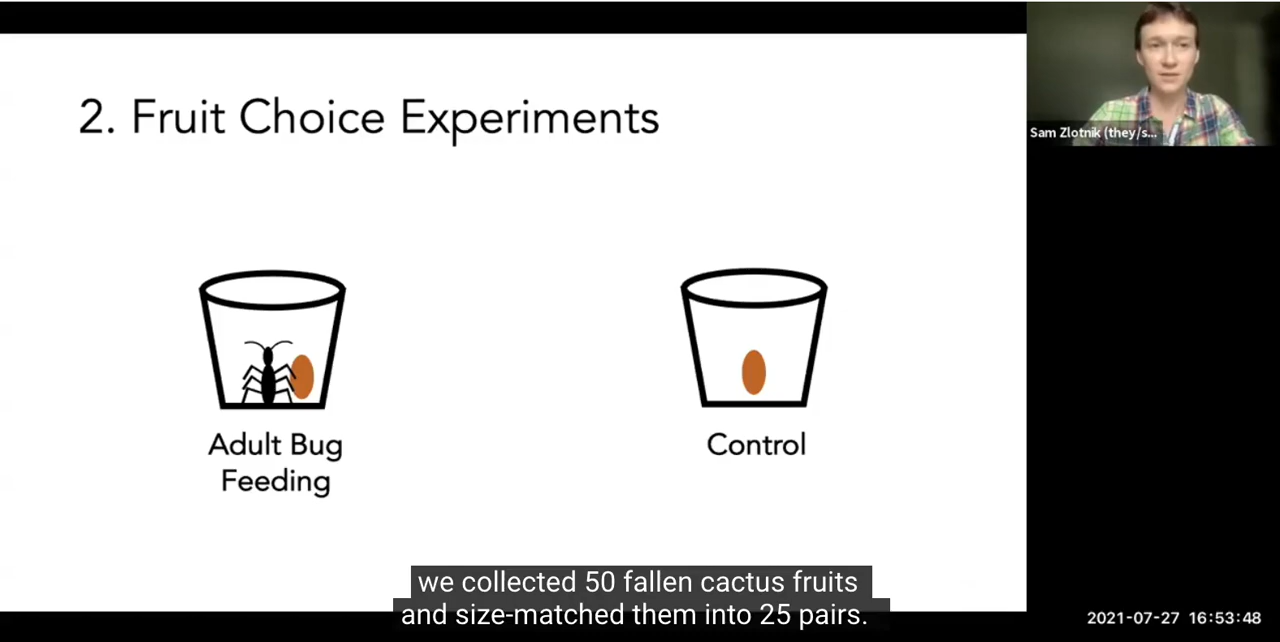 2. Fruit Choice Experiments
Sam Zlotnik (they/s...
Adult Bug
Feeding
Control
we collected 50 fallen cactus fruits
and size-matched them into 25 pairs.
2021-07-27 16:53:48